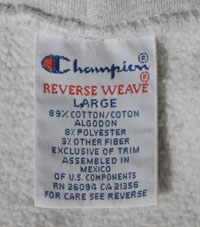 Champion®
REVERSE WEAVE®
LARGE
89% COTTON/COTON
ALGODON
8% POLYESTER
3% OTHER FIBER
EXCLUSIVE OF TRIM
ASSEMBLED IN
MEXICO
OF U.S. COMPONENTS
RN 26094 CA 21356
FOR CARE SEE REVERSE